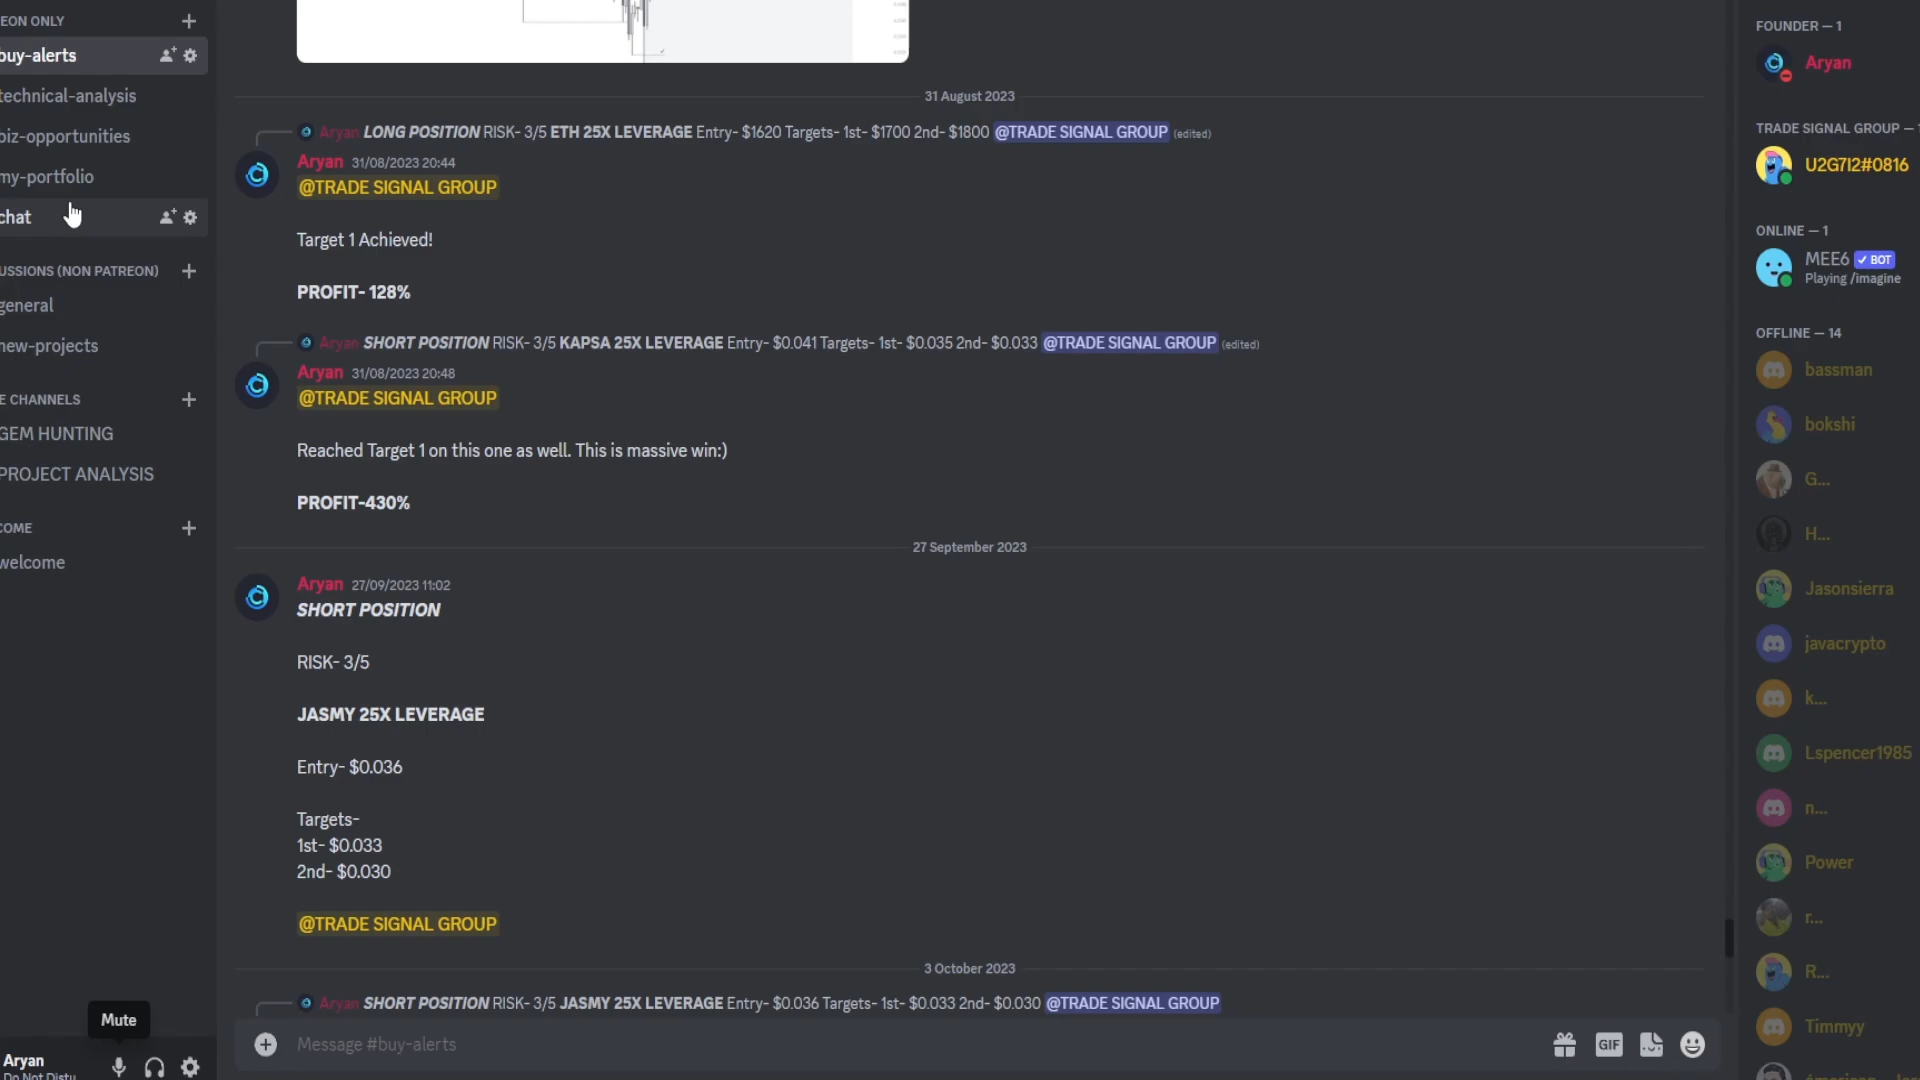 EON ONLY
buy-alerts
technical-analysis
biz-opportunities
my-portfolio
chat
USSIONS (NON PATREON)
general
new-projects
E CHANNELS
GEM HUNTING
PROJECT ANALYSIS
COME
welcome
Mute
Aryan
Do Not Distu
31 August 2023
Aryan LONG POSITION RISK- 3/5 ETH 25X LEVERAGE Entry- $1620 Targets- 1st- $1700 2nd- $1800 @TRADE SIGNAL GROUP (edited)
Aryan 31/08/2023 20:44
@TRADE SIGNAL GROUP
Target 1 Achieved!
PROFIT- 128%
Aryan SHORT POSITION RISK- 3/5 KAPSA 25X LEVERAGE Entry- $0.041 Targets- 1st- $0.035 2nd- $0.033 @TRADE SIGNAL GROUP (edited)
Aryan 31/08/2023 20:48
@TRADE SIGNAL GROUP
Reached Target 1 on this one as well. This is massive win:)
PROFIT-430%
27 September 2023
Aryan 27/09/2023 11:02
SHORT POSITION
RISK- 3/5
JASMY 25X LEVERAGE
Entry- $0.036
Targets-
1st- $0.033
2nd- $0.030
@TRADE SIGNAL GROUP
3 October 2023
Aryan SHORT POSITION RISK- 3/5 JASMY 25X LEVERAGE Entry- $0.036 Targets- 1st- $0.033 2nd- $0.030 @TRADE SIGNAL GROUP
Message #buy-alerts
GIF
FOUNDER — 1
Aryan
TRADE SIGNAL GROUP — 1
U2G7I2#0816
ONLINE — 1
MEE6 ✓ BOT
Playing /imagine
OFFLINE — 14
bassman
bokshi
G...
H...
Jasonsierra
javacrypto
k...
Lspencer1985
n...
Power
r...
R...
Timmyy